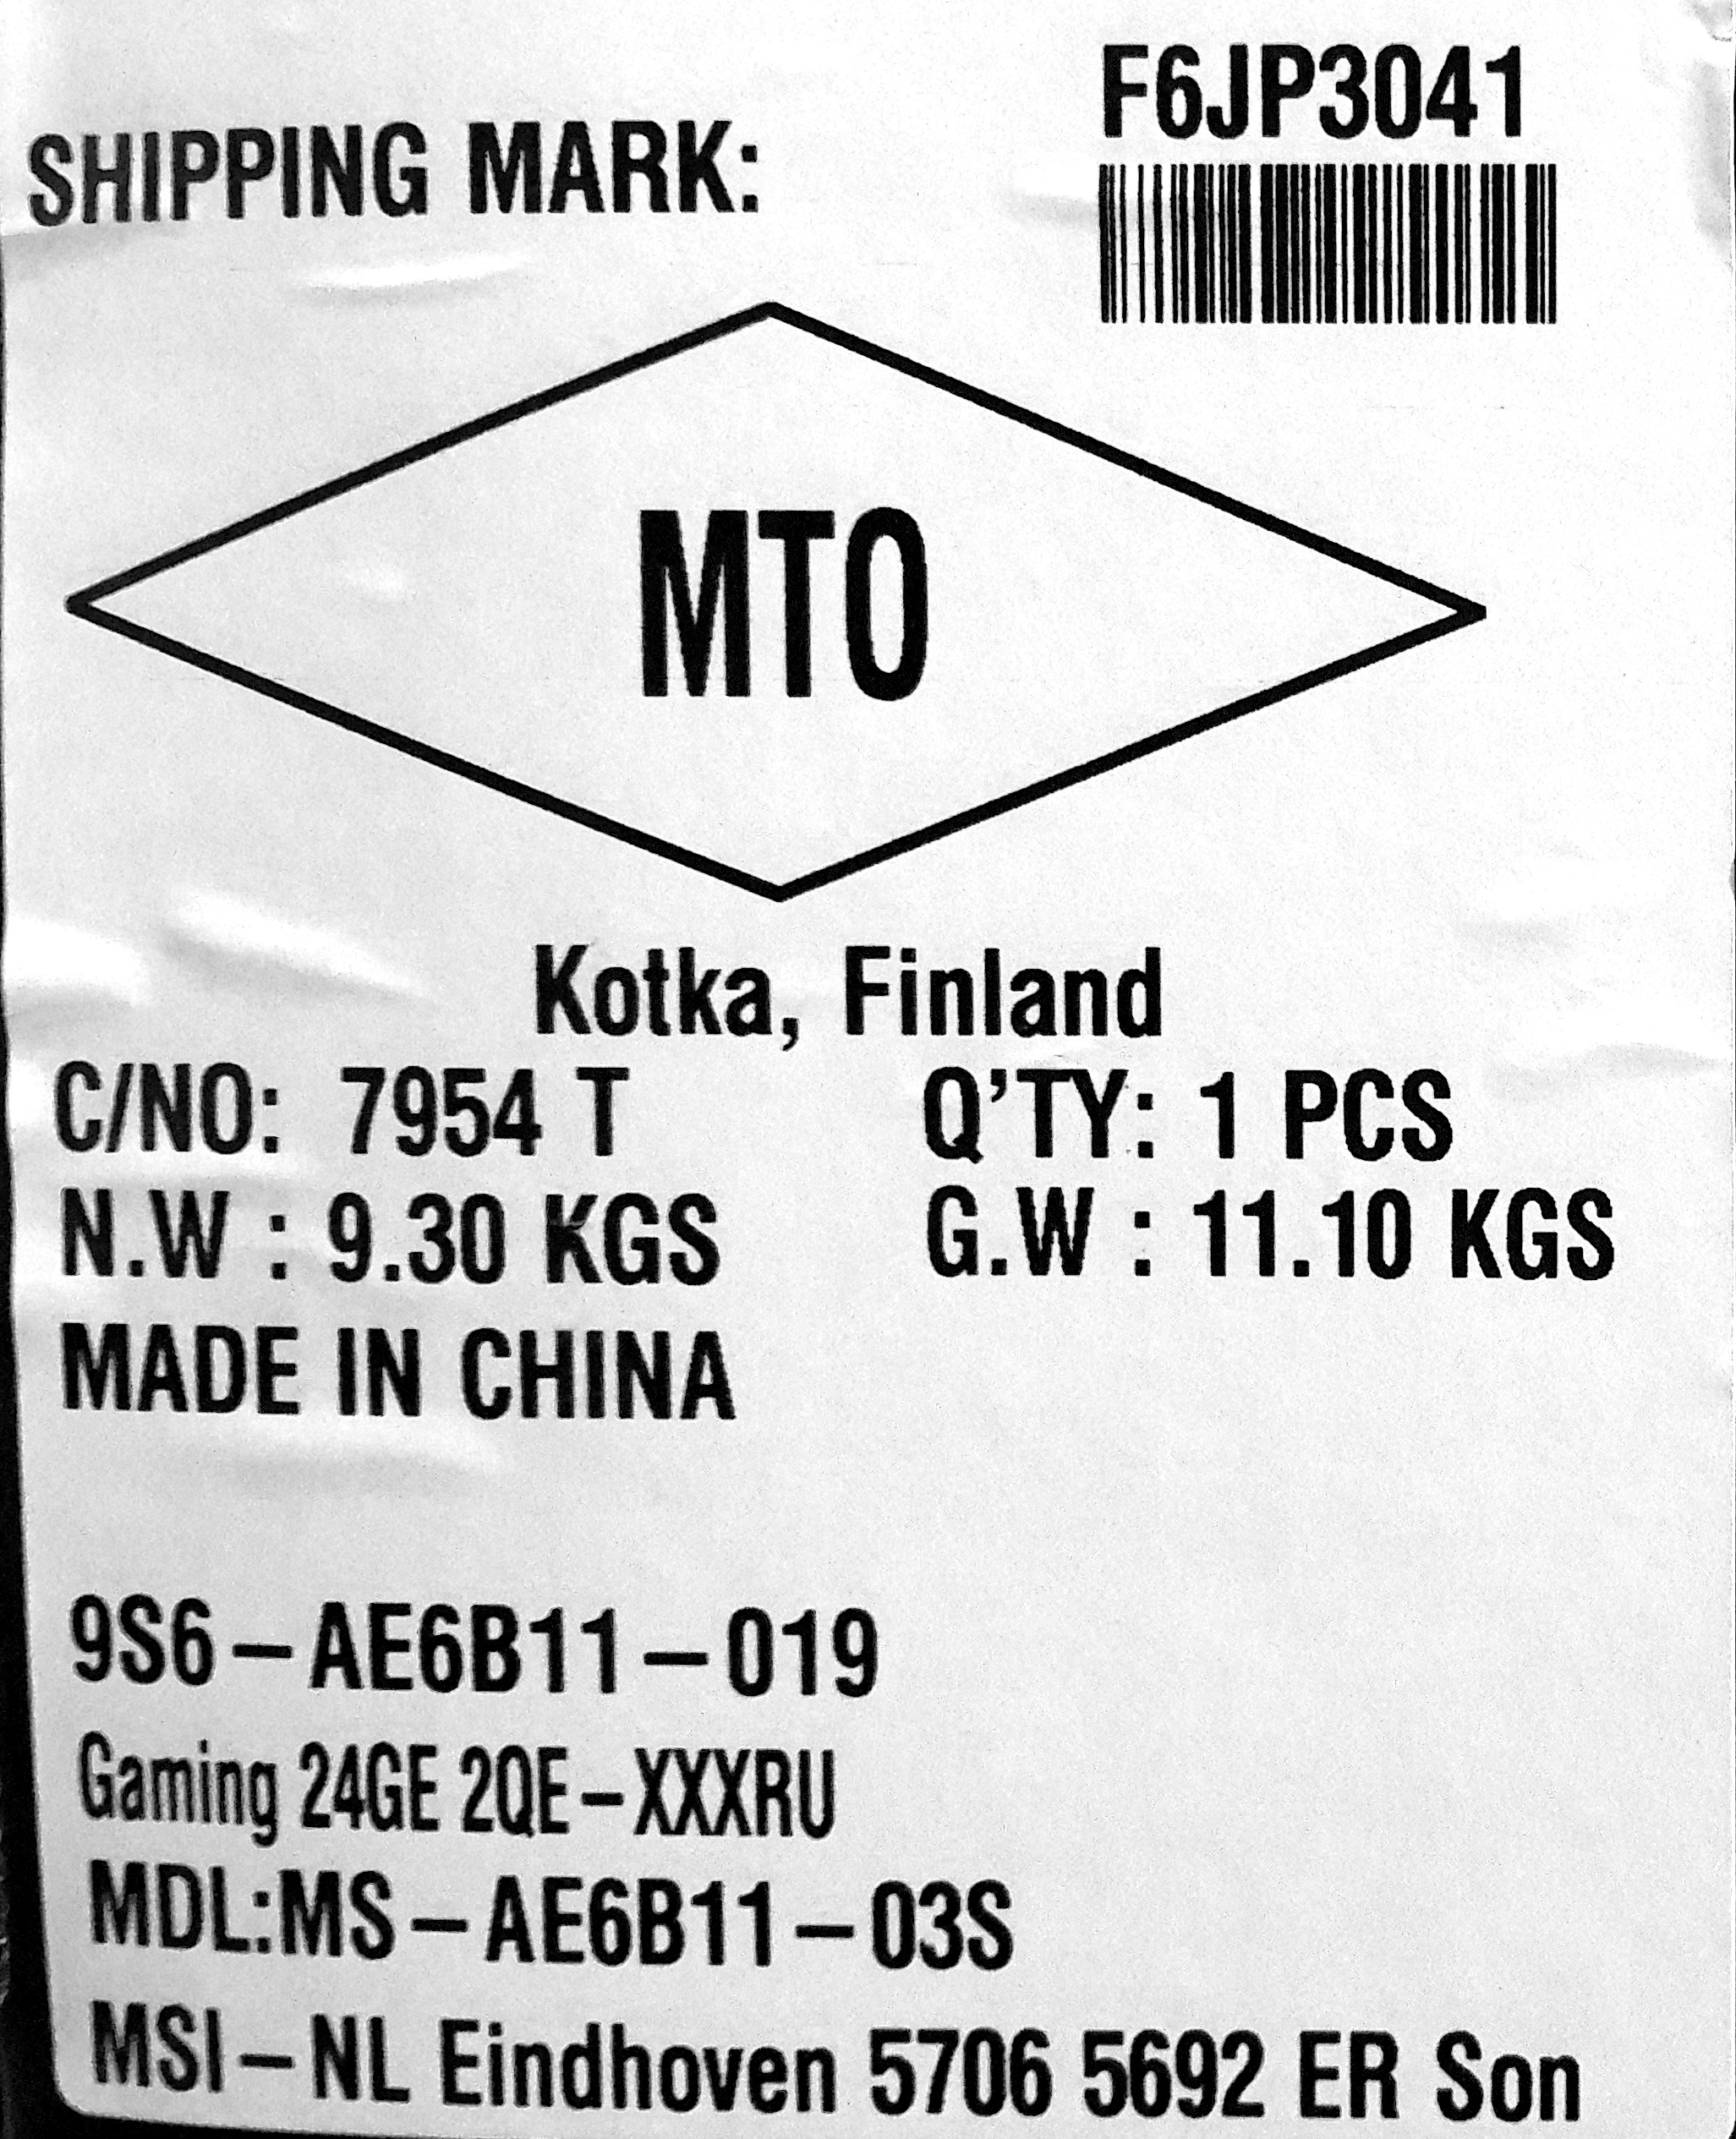 F6JP3041
SHIPPING MARK:
MTO
Kotka, Finland
C/NO: 7954 T Q'TY: 1 PCS
N.W : 9.30 KGS G.W : 11.10 KGS
MADE IN CHINA
9S6-AE6B11-019
Gaming 24GE 2QE-XXXRU
MDL:MS-AE6B11-03S
MSI-NL Eindhoven 5706 5692 ER Son